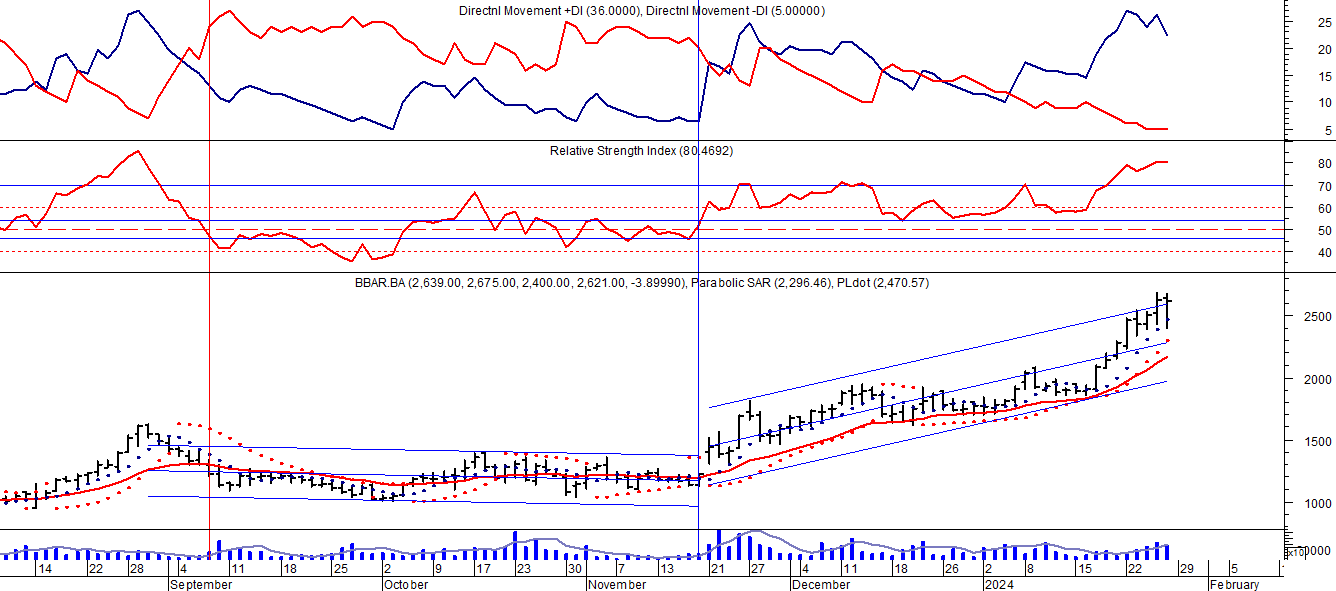 Directnl Movement +DI (36.0000), Directnl Movement -DI (5.00000)
25
20
15
10
5
Relative Strength Index (80.4692)
80
70
60
50
40
BBAR.BA (2,639.00, 2,675.00, 2,400.00, 2,621.00, -3.89990), Parabolic SAR (2,296.46), PLdot (2,470.57)
2500
2000
1500
1000
14 22 28 4 11 18 25 2 9 17 23 30 7 13 21 27 4 11 18 26 2 8 15 22 29 5
September October November December 2024 February